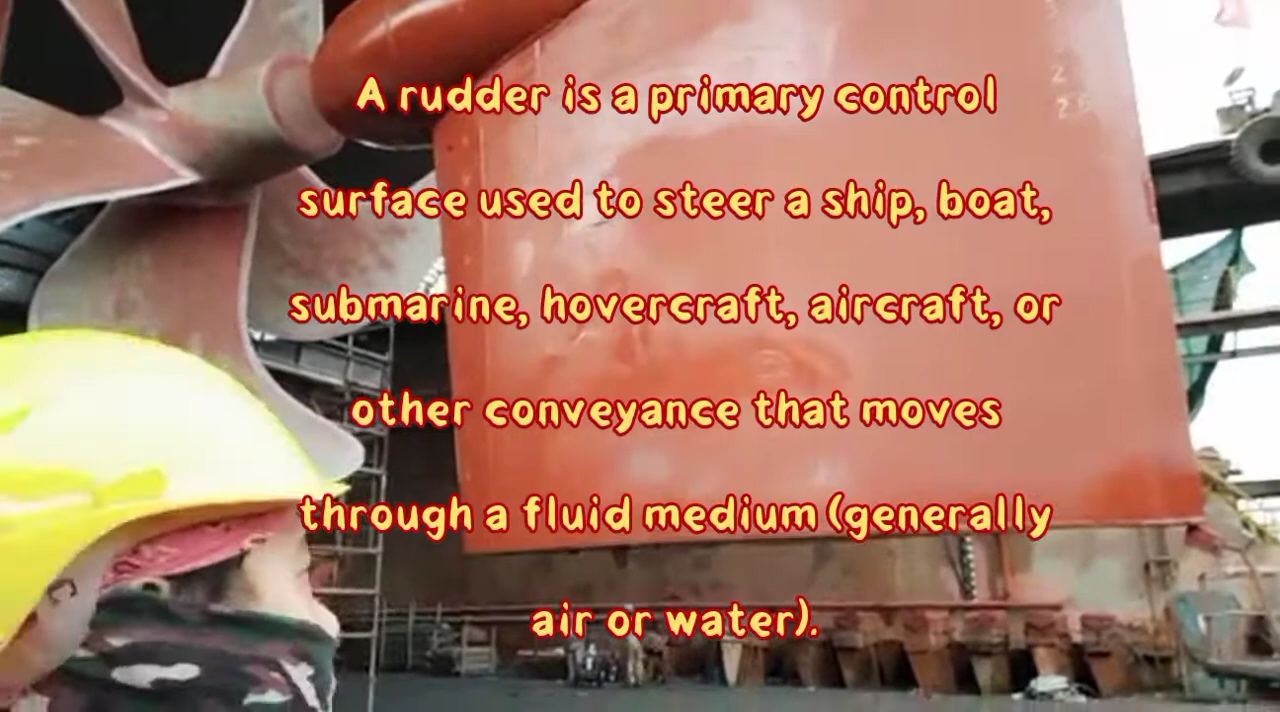 A rudder is a primary control
surface used to steer a ship, boat,
submarine, hovercraft, aircraft, or
other conveyance that moves
through a fluid medium (generally
air or water).